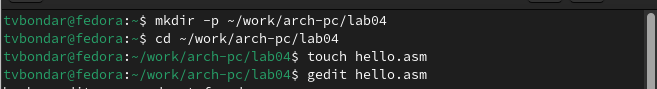 tvbondar@fedora:~$ mkdir -p ~/work/arch-pc/lab04
tvbondar@fedora:~$ cd ~/work/arch-pc/lab04
tvbondar@fedora:~/work/arch-pc/lab04$ touch hello.asm
tvbondar@fedora:~/work/arch-pc/lab04$ gedit hello.asm